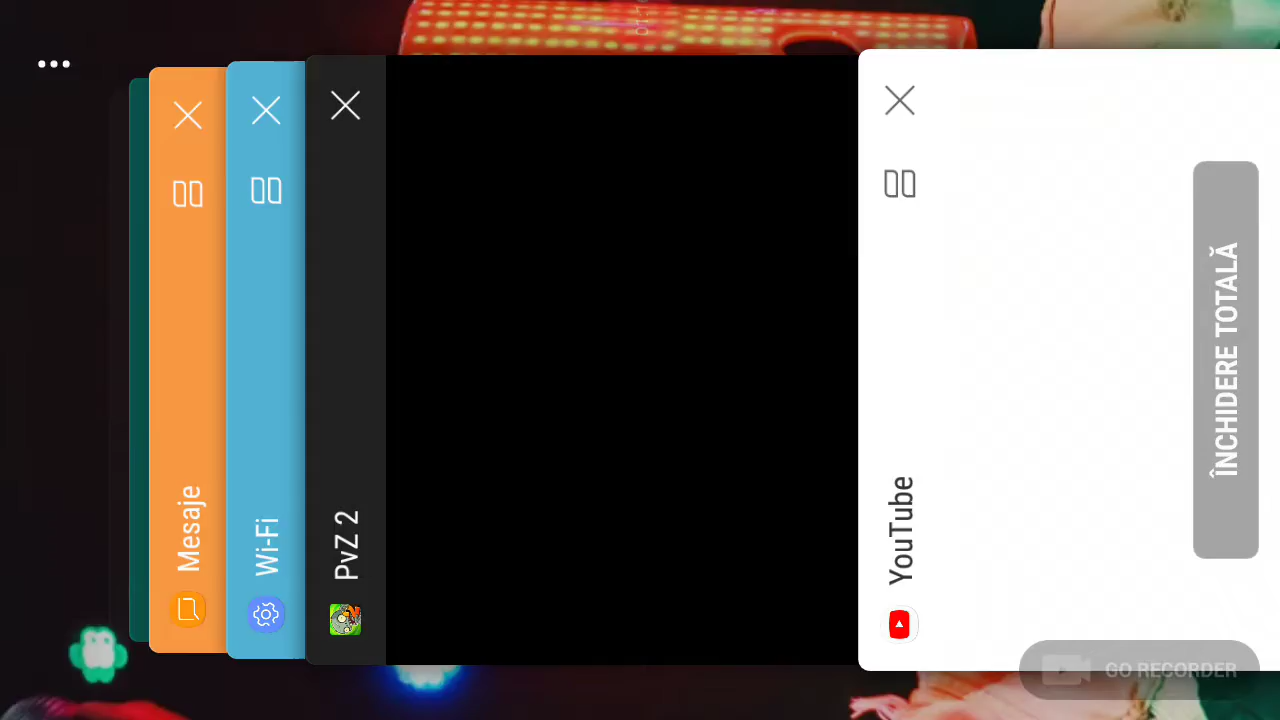 Mesaje
Wi-Fi
PvZ 2
YouTube
ÎNCHIDERE TOTALĂ
GO RECORDER